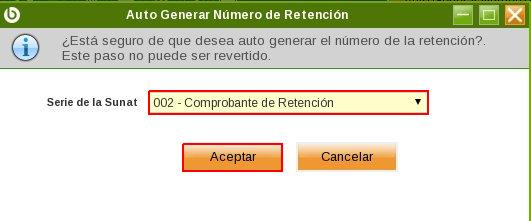 Auto Generar Número de Retención
¿Está seguro de que desea auto generar el número de la retención?.
Este paso no puede ser revertido.
Serie de la Sunat
002 - Comprobante de Retención
Aceptar
Cancelar